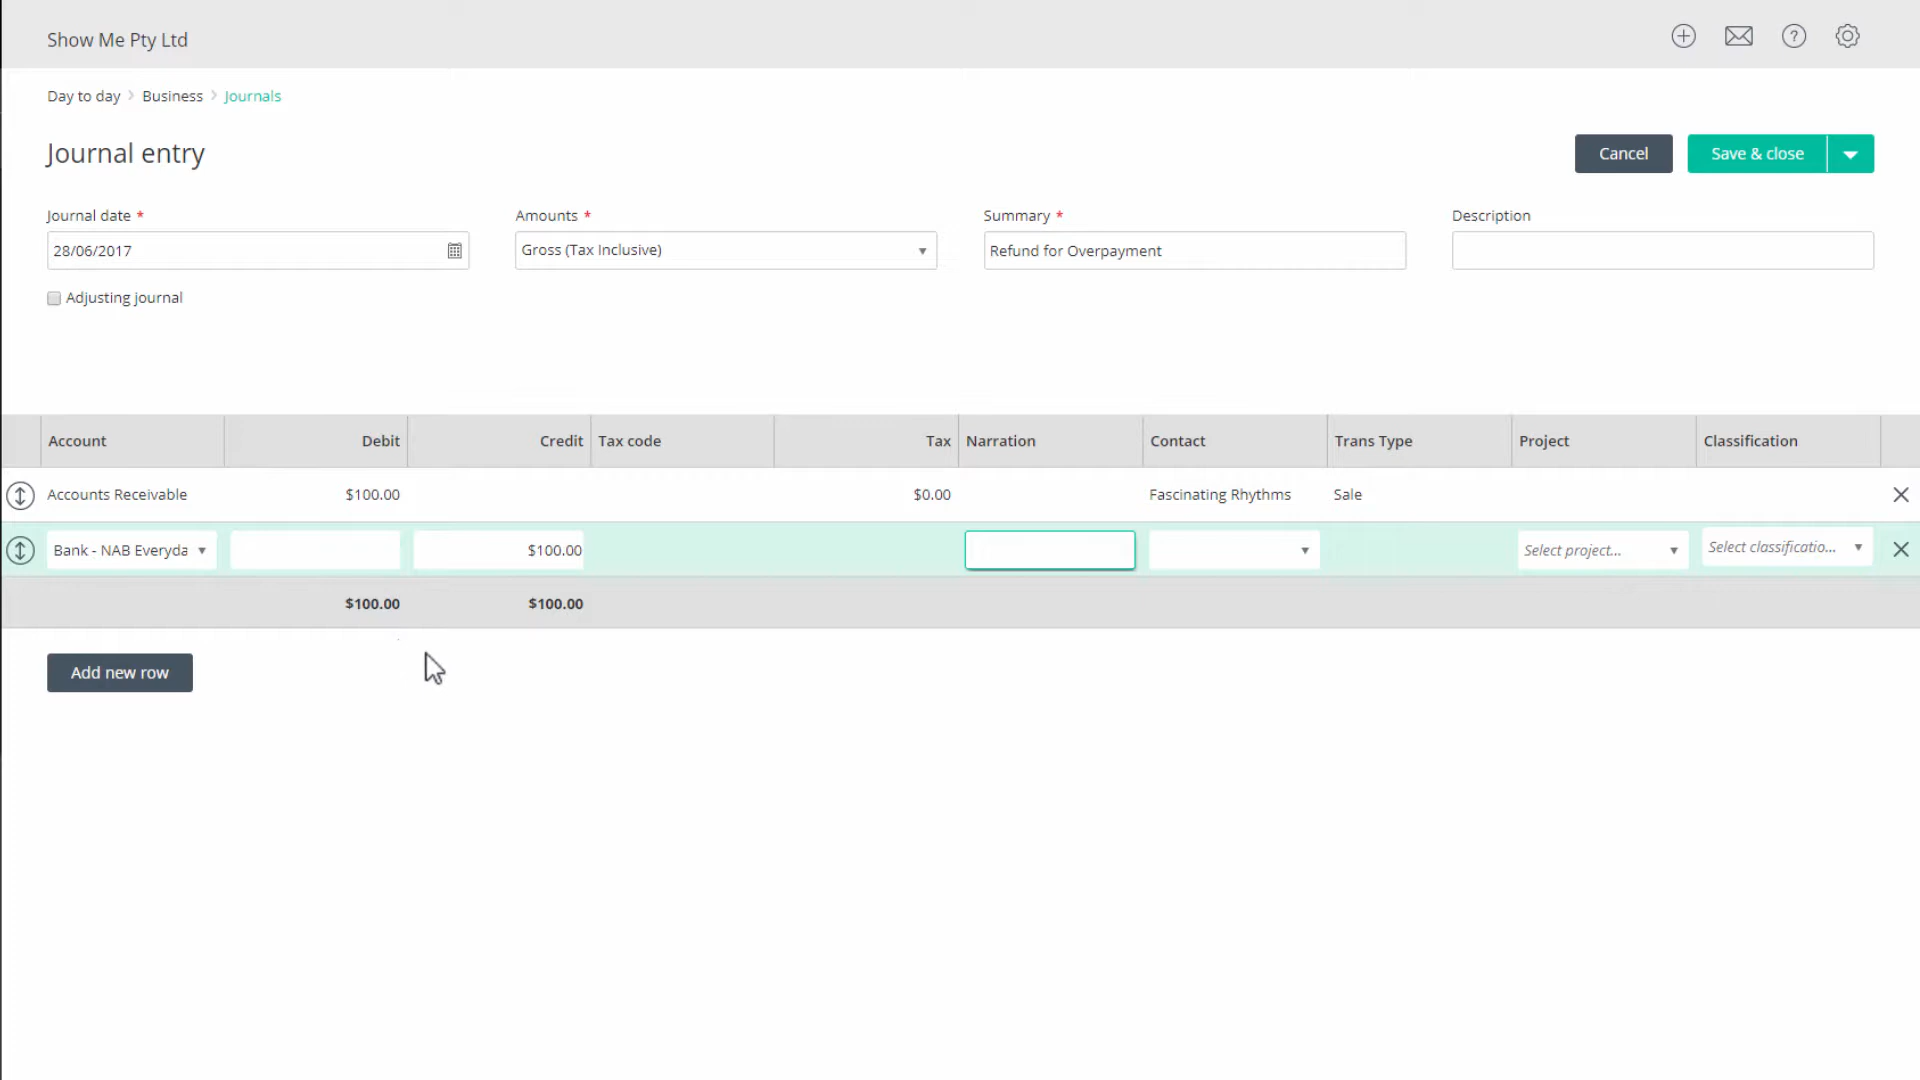 Show Me Pty Ltd
?
Day to day Business Journals
Journal entry
Cancel Save & close
Journal date * Amounts * Summary * Description
28/06/2017 Gross (Tax Inclusive) Refund for Overpayment
Adjusting journal
Account Debit Credit Tax code Tax Narration Contact Trans Type Project Classification
Accounts Receivable $100.00 $0.00 Fascinating Rhythms Sale
Bank - NAB Everyda $100.00 Select project... Select classificatio...
$100.00 $100.00
Add new row